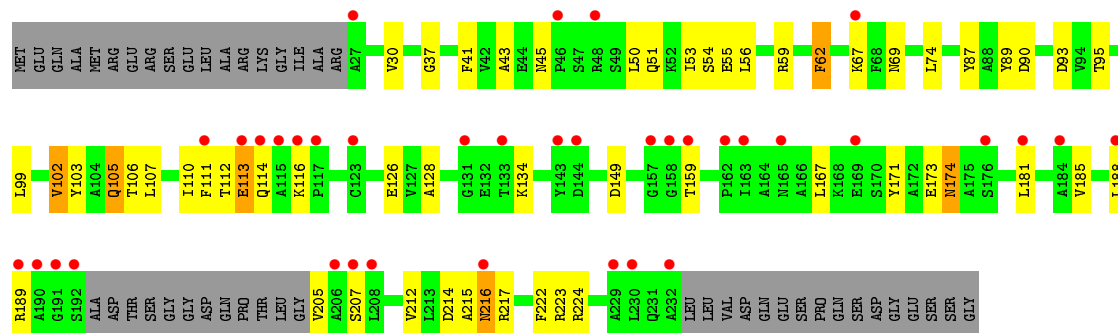 MET GLU GLN ALA MET ARG GLU ARG SER GLU LEU ALA ARG LYS GLY ILE ALA ARG A27 V30 G37 F41 V42 A43 E44 N45 P46 S47 R48 S49 L50 Q51 K52 I53 S54 E55 L56 R59 F62 K67 F68 N69 L74 Y87 A88 Y89 D90 D93 V94 T95
L99 V102 Y103 A104 Q105 T106 L107 I110 F111 T112 E113 Q114 A115 K116 P117 C123 E126 V127 A128 G131 E132 T133 K134 Y143 D144 D149 G157 G158 T159 P162 I163 A164 N165 A166 L167 K168 E169 S170 Y171 A172 E173 N174 A175 S176 L181 A184 V185 L188
R189 A190 G191 S192 ALA ASP THR SER GLY GLY ASP GLN PRO THR LEU GLY V205 A206 S207 L208 V212 L213 D214 A215 N216 R217 F222 R223 R224 A229 L230 Q231 A232 LEU LEU VAL ASP GLN GLU SER PRO GLN SER ASP GLY GLU SER SER GLY